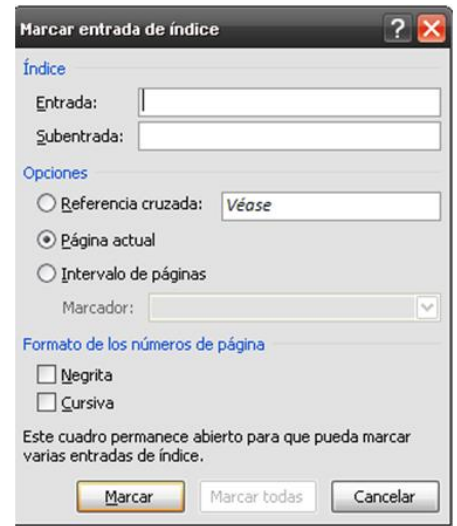 Marcar entrada de índice
Índice
Entrada:
Subentrada:
Opciones
Referencia cruzada: Véase
Página actual
Intervalo de páginas
Marcador:
Formato de los números de página
Negrita
Cursiva
Este cuadro permanece abierto para que pueda marcar
varias entradas de índice.
Marcar Marcar todas Cancelar